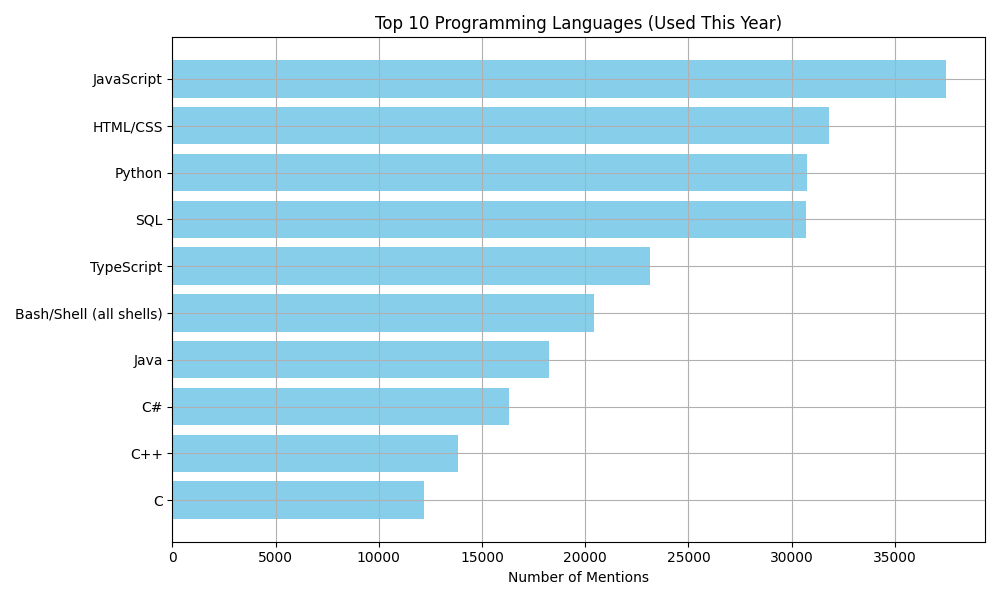 Top 10 Programming Languages (Used This Year)
JavaScript
HTML/CSS
Python
SQL
TypeScript
Bash/Shell (all shells)
Java
C#
C++
C
0 5000 10000 15000 20000 25000 30000 35000
Number of Mentions